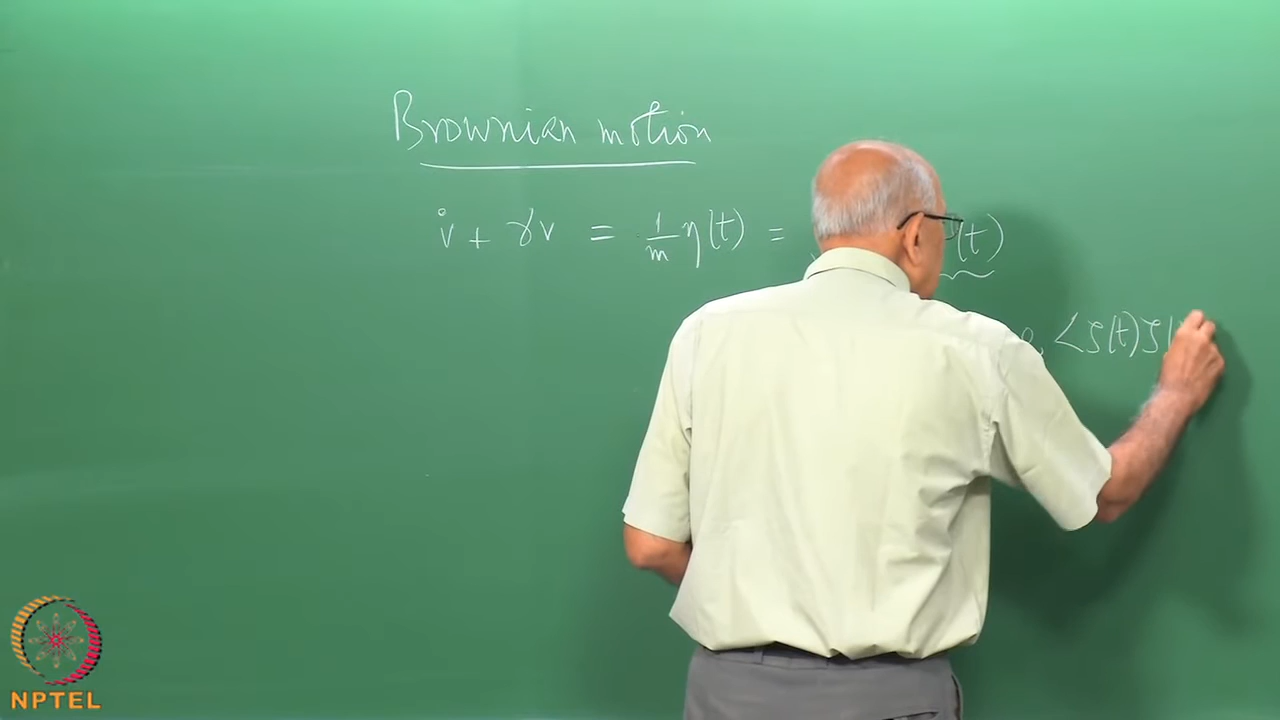 Brownian motion
v̇ + γv = 1/m η(t) = (t)
<ζ(t)ζ(
NPTEL